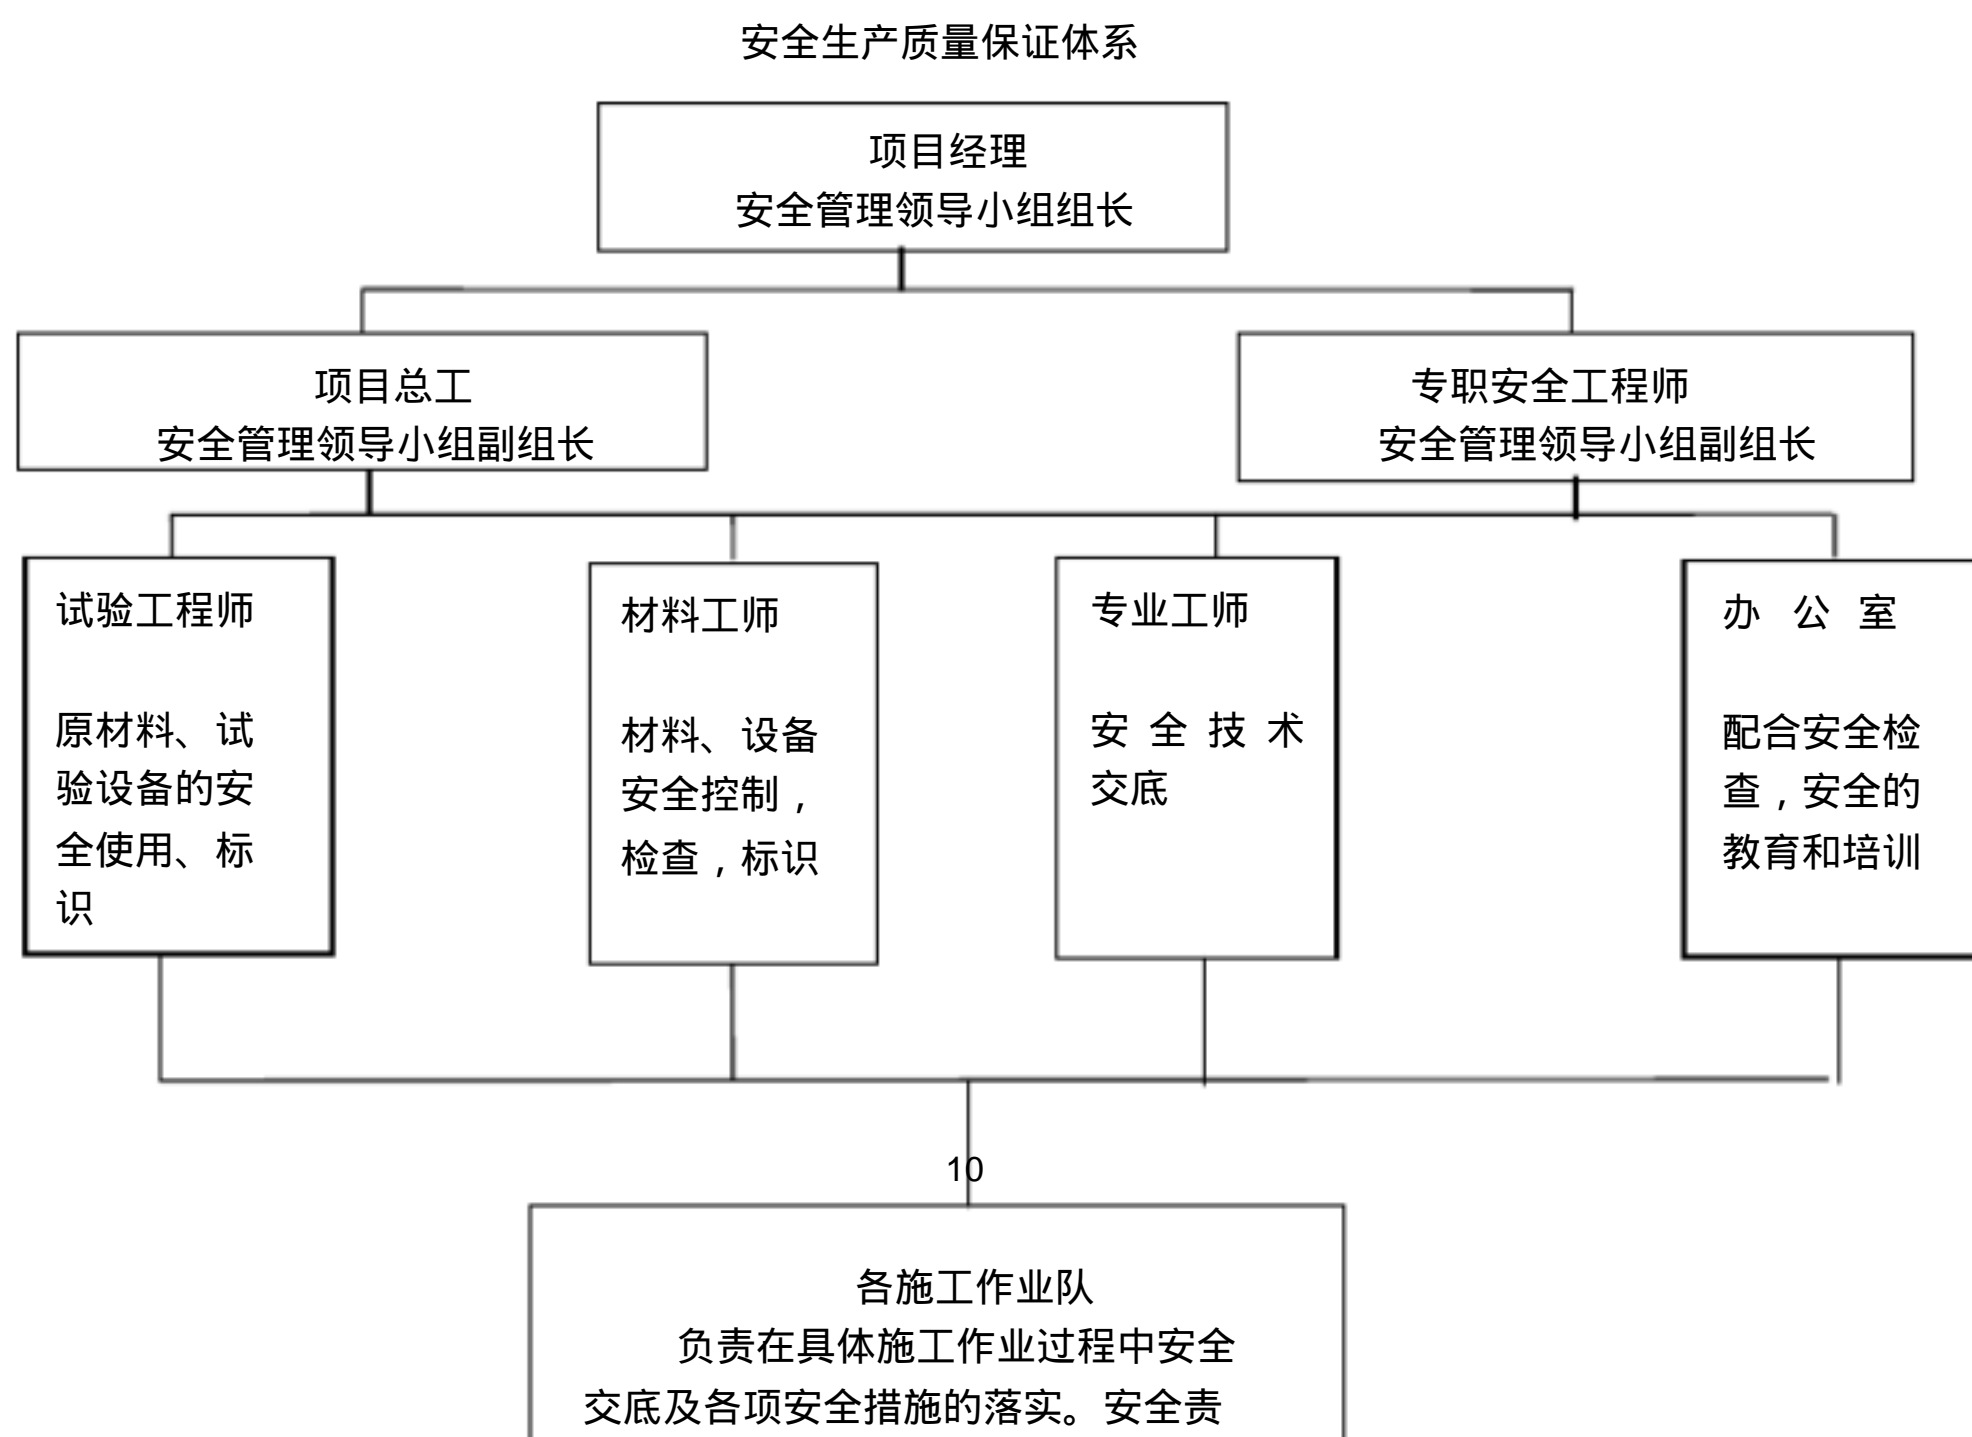 安全生产质量保证体系
项目经理
安全管理领导小组组长
项目总工
安全管理领导小组副组长
专职安全工程师
安全管理领导小组副组长
试验工程师
原材料、试
验设备的安
全使用、标
识
材料工师
材料、设备
安全控制，
检查，标识
专业工师
安 全 技 术
交底
办 公 室
配合安全检
查，安全的
教育和培训
10
各施工作业队
负责在具体施工作业过程中安全
交底及各项安全措施的落实。安全责